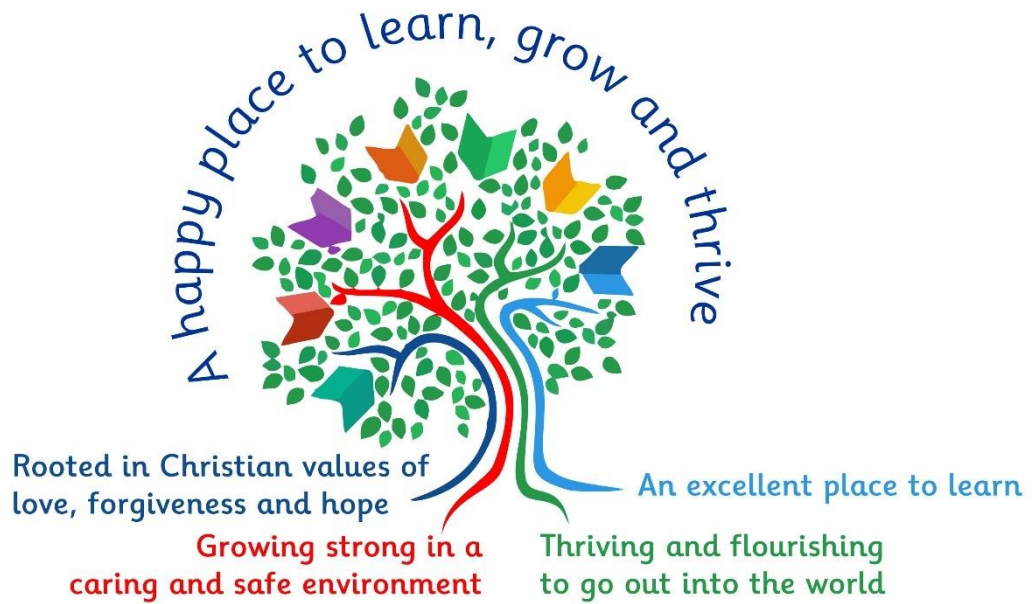 A happy place to learn, grow and thrive
Rooted in Christian values of
love, forgiveness and hope
An excellent place to learn
Growing strong in a
caring and safe environment
Thriving and flourishing
to go out into the world